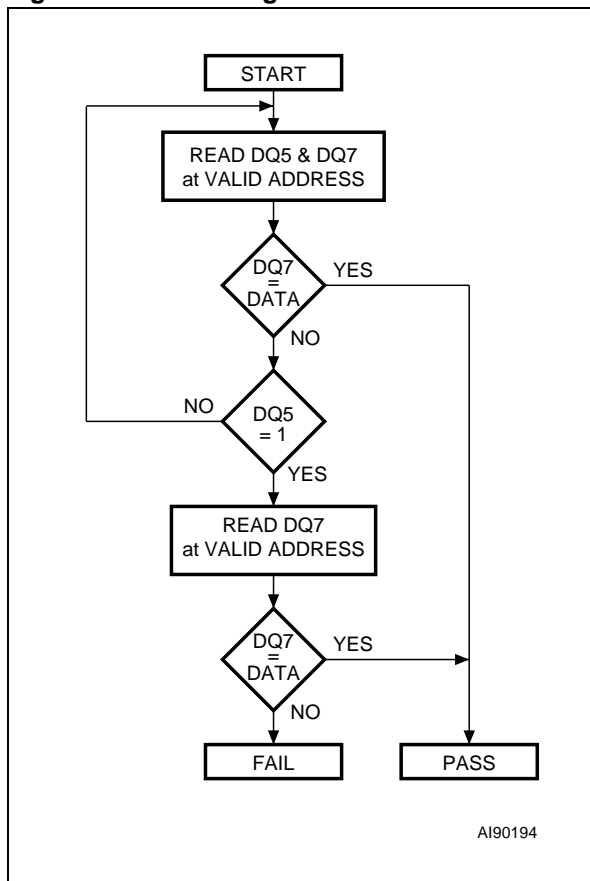 START
READ DQ5 & DQ7
at VALID ADDRESS
DQ7
=
DATA
YES
NO
DQ5
= 1
NO
YES
READ DQ7
at VALID ADDRESS
DQ7
=
DATA
YES
NO
FAIL
PASS
AI90194